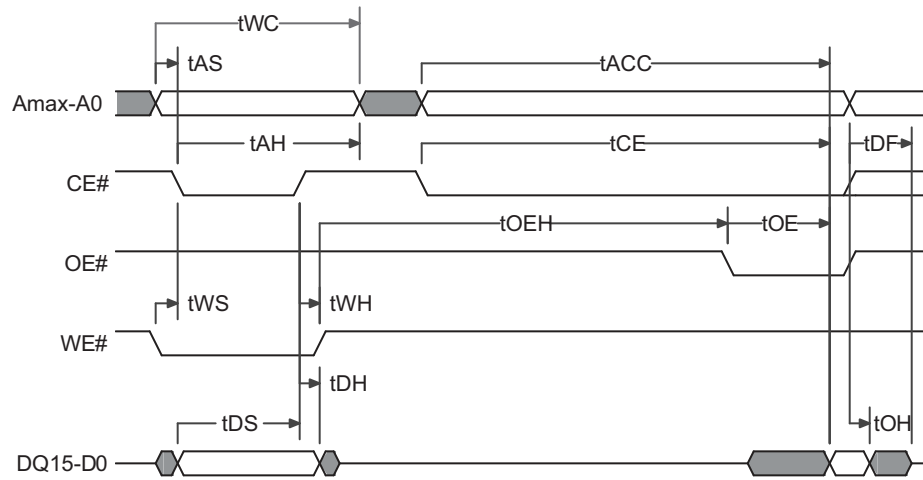 tWC
tAS
tACC
Amax-A0
tAH
tCE
tDF
CE#
tOEH
tOE
OE#
tWS
tWH
WE#
tDH
tDS
tOH
DQ15-D0